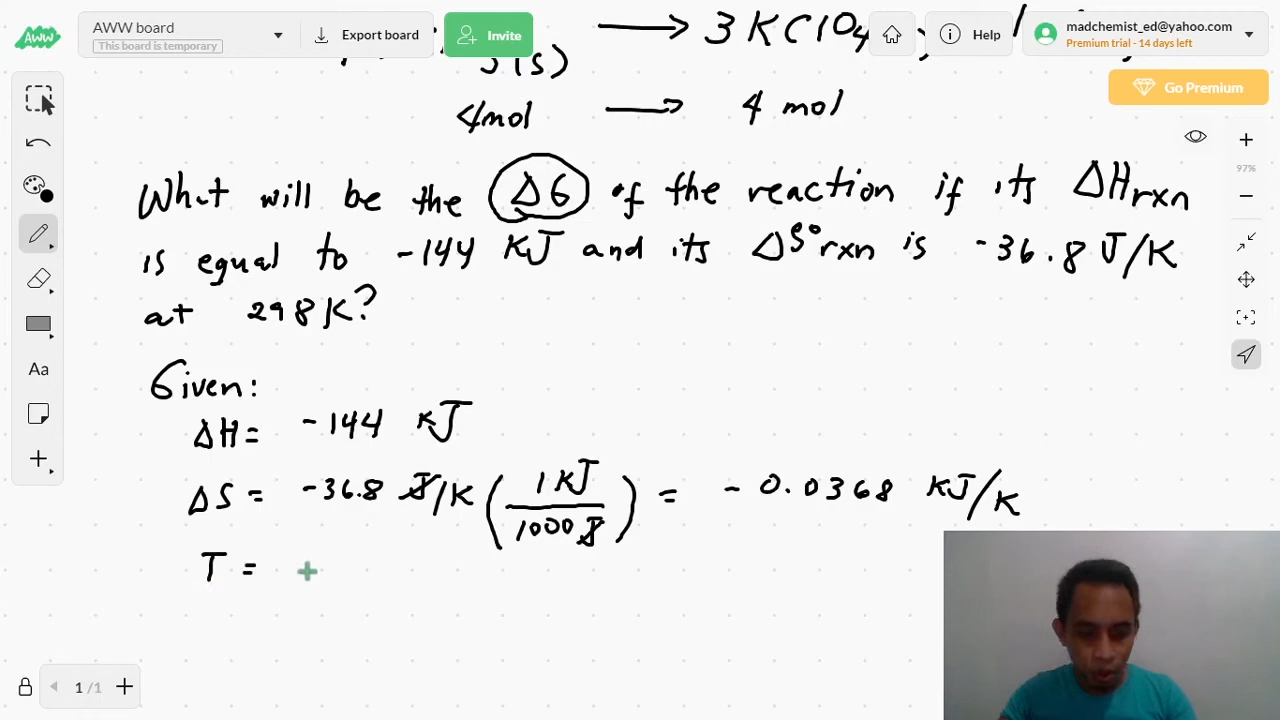 AWW
AWW board
This board is temporary
Export board
Invite
Help
madchemist_ed@yahoo.com
Premium trial - 14 days left
Go Premium
97%
→ 3 KClO4
(s)
4mol → 4 mol
What will be the ΔG of the reaction if its ΔHrxn
is equal to -144 KJ and its ΔS°rxn is -36.8 J/K
at 298K?
Given:
ΔH= -144 KJ
ΔS = -36.8 J/K (1 KJ / 1000 J) = - 0.0368 KJ/K
T =
Aa
1 / 1